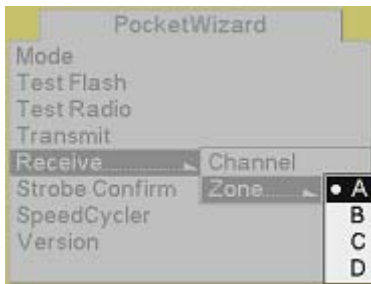 PocketWizard
Mode
Test Flash
Test Radio
Transmit
Receive Channel
Strobe Confirm Zone A
SpeedCycler B
Version C
D